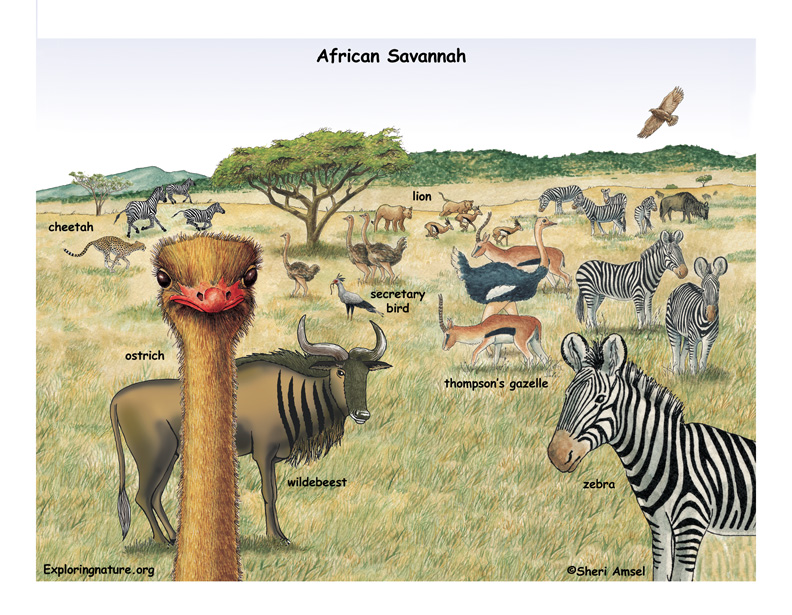 African Savannah
lion
cheetah
secretary
bird
ostrich
thompson's gazelle
wildebeest
zebra
Exploringnature.org
©Sheri Amsel